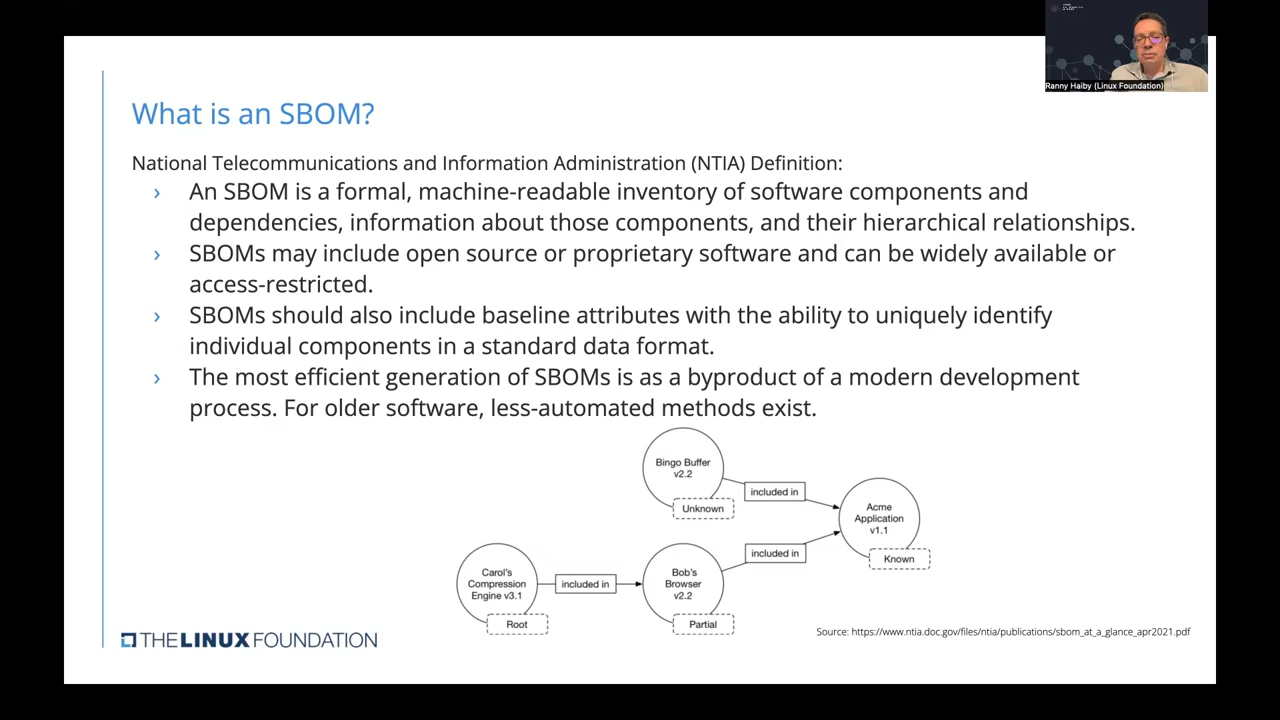 Ranny Haiby (Linux Foundation)
What is an SBOM?
National Telecommunications and Information Administration (NTIA) Definition:
› An SBOM is a formal, machine-readable inventory of software components and
dependencies, information about those components, and their hierarchical relationships.
› SBOMs may include open source or proprietary software and can be widely available or
access-restricted.
› SBOMs should also include baseline attributes with the ability to uniquely identify
individual components in a standard data format.
› The most efficient generation of SBOMs is as a byproduct of a modern development
process. For older software, less-automated methods exist.
Bingo Buffer
v2.2
Unknown
included in
Acme
Application
v1.1
Known
included in
Carol's
Compression
Engine v3.1
Root
included in
Bob's
Browser
v2.2
Partial
THE LINUX FOUNDATION
Source: https://www.ntia.doc.gov/files/ntia/publications/sbom_at_a_glance_apr2021.pdf